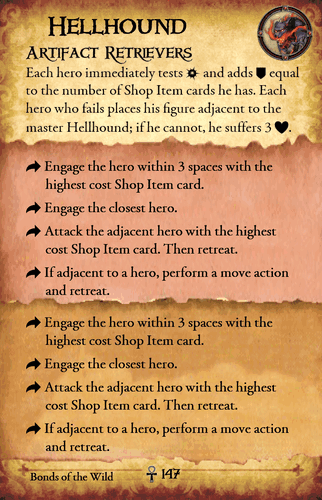 Hellhound
Artifact Retrievers
Each hero immediately tests and adds equal
to the number of Shop Item cards he has. Each
hero who fails places his figure adjacent to the
master Hellhound; if he cannot, he suffers 3 .
Engage the hero within 3 spaces with the
highest cost Shop Item card.
Engage the closest hero.
Attack the adjacent hero with the highest
cost Shop Item card. Then retreat.
If adjacent to a hero, perform a move action
and retreat.
Engage the hero within 3 spaces with the
highest cost Shop Item card.
Engage the closest hero.
Attack the adjacent hero with the highest
cost Shop Item card. Then retreat.
If adjacent to a hero, perform a move action
and retreat.
Bonds of the Wild 147